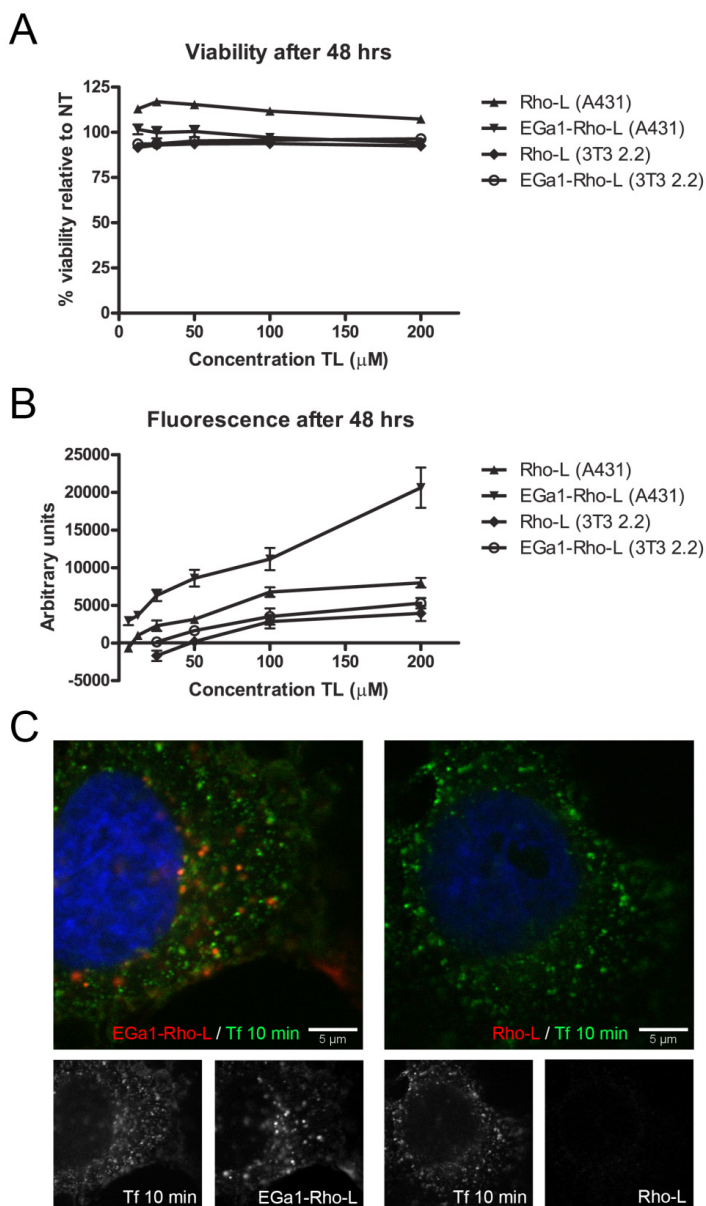 A
Viability after 48 hrs
% viability relative to NT
125
100
75
50
25
0
0 50 100 150 200
Concentration TL (µM)
Rho-L (A431)
EGa1-Rho-L (A431)
Rho-L (3T3 2.2)
EGa1-Rho-L (3T3 2.2)
B
Fluorescence after 48 hrs
Arbitrary units
25000
20000
15000
10000
5000
0
-5000
50 100 150 200
Concentration TL (µM)
Rho-L (A431)
EGa1-Rho-L (A431)
Rho-L (3T3 2.2)
EGa1-Rho-L (3T3 2.2)
C
EGa1-Rho-L / Tf 10 min
5 µm
Rho-L / Tf 10 min
5 µm
Tf 10 min
EGa1-Rho-L
Tf 10 min
Rho-L